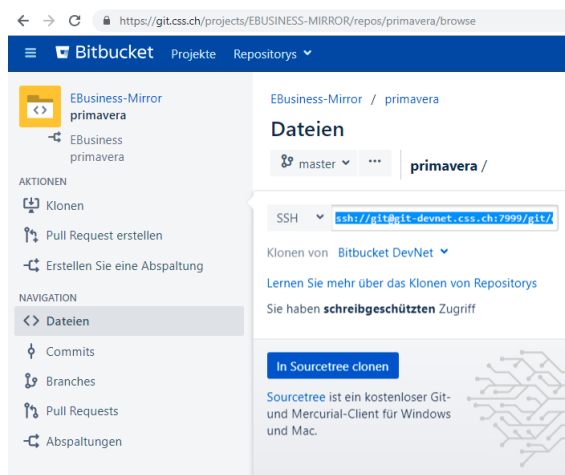 https://git.css.ch/projects/EBUSINESS-MIRROR/repos/primavera/browse
Bitbucket Projekte Repositorys
EBusiness-Mirror
primavera
EBusiness
primavera
AKTIONEN
Klonen
Pull Request erstellen
Erstellen Sie eine Abspaltung
NAVIGATION
Dateien
Commits
Branches
Pull Requests
Abspaltungen
EBusiness-Mirror / primavera
Dateien
master ··· primavera /
SSH ssh://git@git-devnet.css.ch:7999/git/
Klonen von Bitbucket DevNet
Lernen Sie mehr über das Klonen von Repositorys
Sie haben schreibgeschützten Zugriff
In Sourcetree clonen
Sourcetree ist ein kostenloser Git-
und Mercurial-Client für Windows
und Mac.